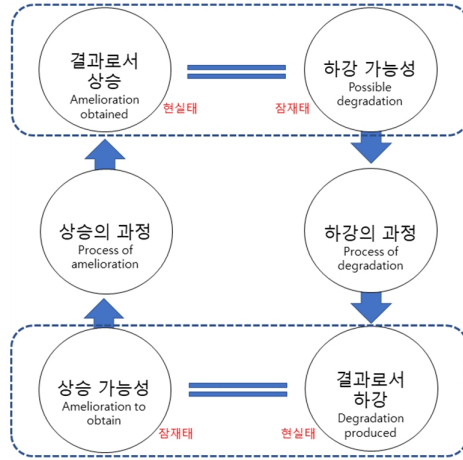 결과로서
상승
Amelioration
obtained
현실태
하강 가능성
Possible
degradation
잠재태
상승의 과정
Process of
amelioration
하강의 과정
Process of
degradation
상승 가능성
Amelioration to
obtain
잠재태
결과로서
하강
Degradation
produced
현실태